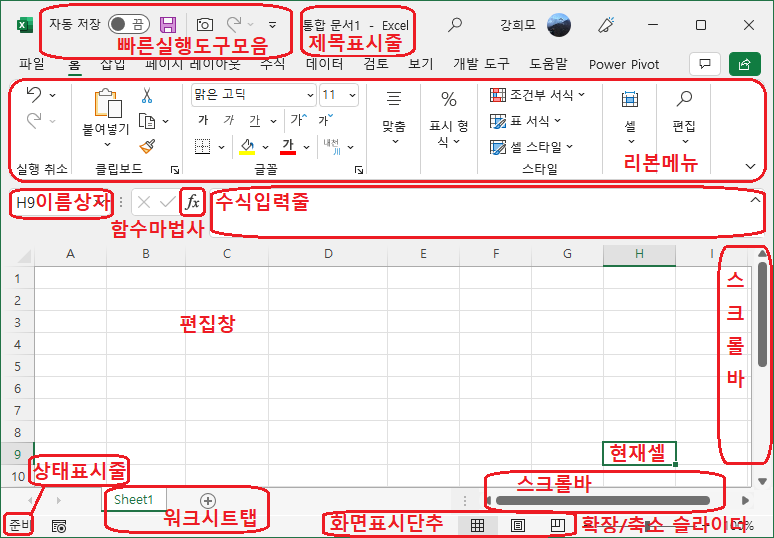 자동 저장 끔 통합 문서1 - Excel 강희모
빠른실행도구모음 제목표시줄
파일 홈 삽입 페이지 레이아웃 수식 데이터 검토 보기 개발 도구 도움말 Power Pivot
맑은 고딕 11 조건부 서식
붙여넣기 가 가 가 가 가 맞춤 표시 형식 표 서식 셀 편집
가 내천 셀 스타일
실행 취소 클립보드 글꼴 스타일 리본메뉴
H9 이름상자 fx 수식입력줄
함수마법사
A B C D E F G H I
1 스
2 크
3 편집창 롤
4
5 바
6
7
8
9 현재셀
10
상태표시줄
Sheet1 스크롤바
워크시트탭
준비 화면표시단추 확장/축소 슬라이더 100%